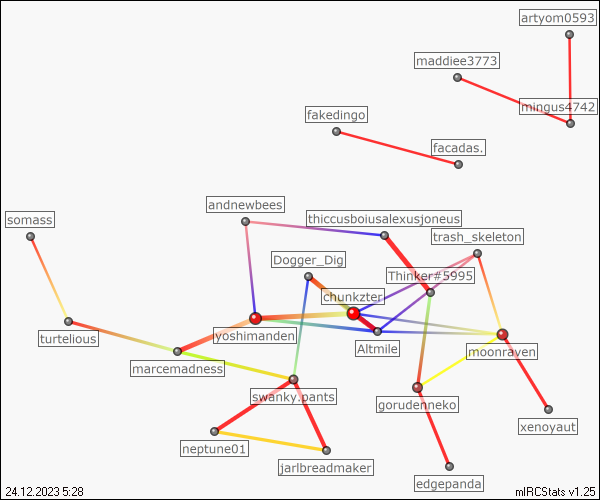 artyom0593
maddiee3773
mingus4742
fakedingo
facadas.
andnewbees
somass
thiccusboiusalexusjoneus
trash_skeleton
Dogger_Dig
Thinker#5995
chunkzter
turtelious
yoshimanden
Altmile
moonraven
marcemadness
swanky.pants
gorudenneko
xenoyaut
neptune01
jarlbreadmaker
edgepanda
24.12.2023 5:28
mIRCStats v1.25